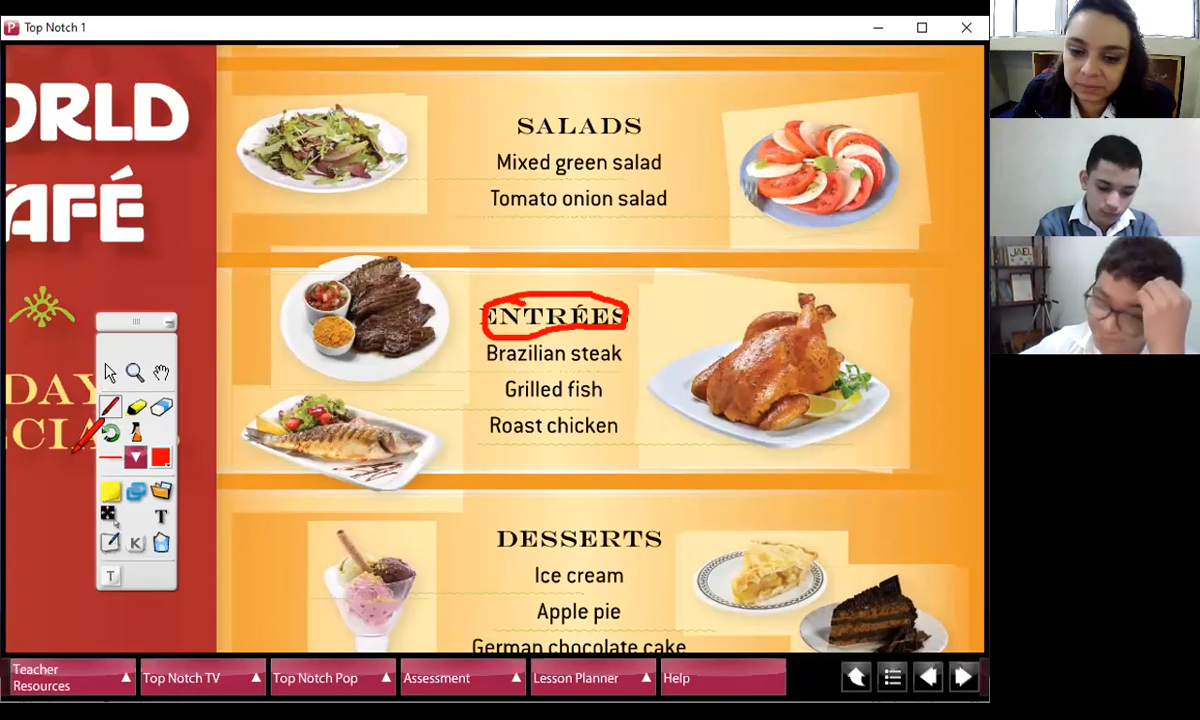 Top Notch 1
ORLD
AFÉ
DAY
CIA
SALADS
Mixed green salad
Tomato onion salad
ENTRÉES
Brazilian steak
Grilled fish
Roast chicken
DESSERTS
Ice cream
Apple pie
German chocolate cake
T
K
T
JAEL
Teacher
Resources
Top Notch TV
Top Notch Pop
Assessment
Lesson Planner
Help